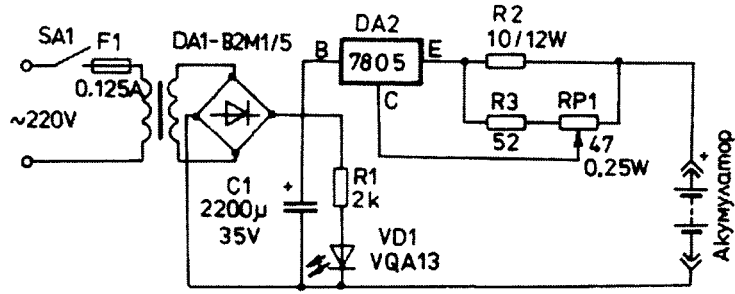 SA1
F1
0.125A
~220V
DA1-B2M1/5
DA2
B
7805
E
C
R2
10/12W
R3
52
RP1
47
0.25W
C1
2200µ
35V
+
R1
2k
VD1
VQA13
+
Акумулатор